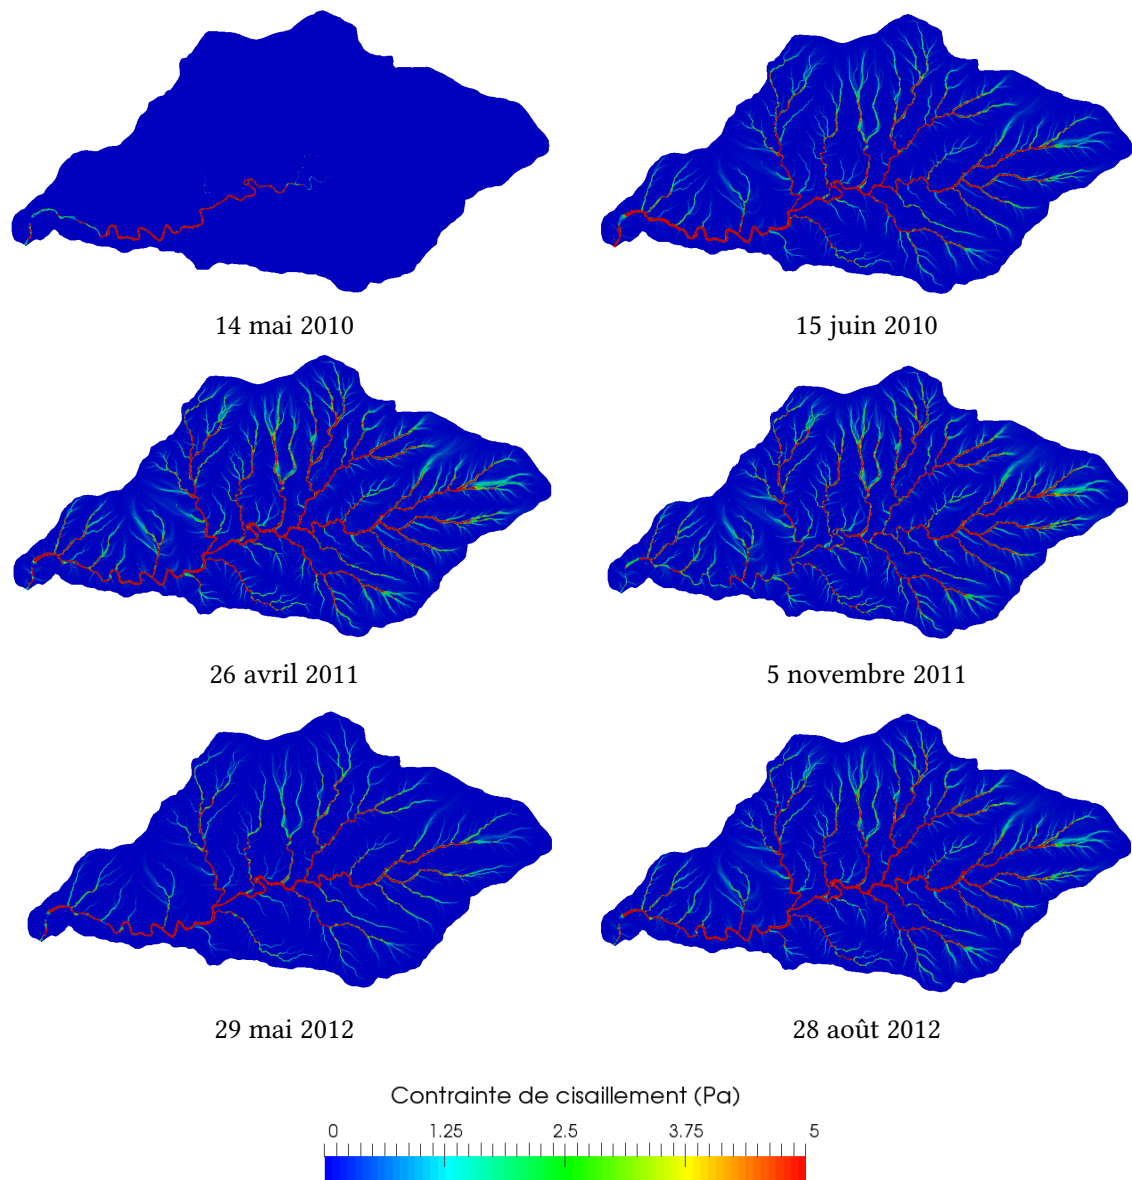 14 mai 2010
15 juin 2010
26 avril 2011
5 novembre 2011
29 mai 2012
28 août 2012
Contrainte de cisaillement (Pa)
0 1.25 2.5 3.75 5